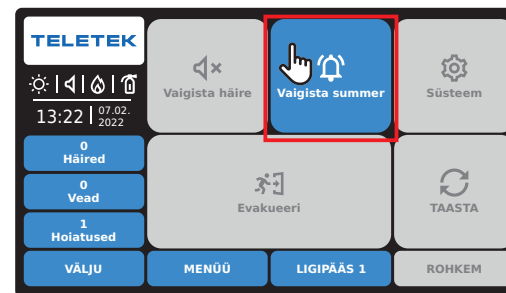 TELETEK
13:22 07.02.
2022
Vaigista häire
Vaigista summer
Süsteem
0
Häired
0
Vead
1
Hoiatused
Evakueeri
TAASTA
VÄLJU
MENÜÜ
LIGIPÄÄS 1
ROHKEM